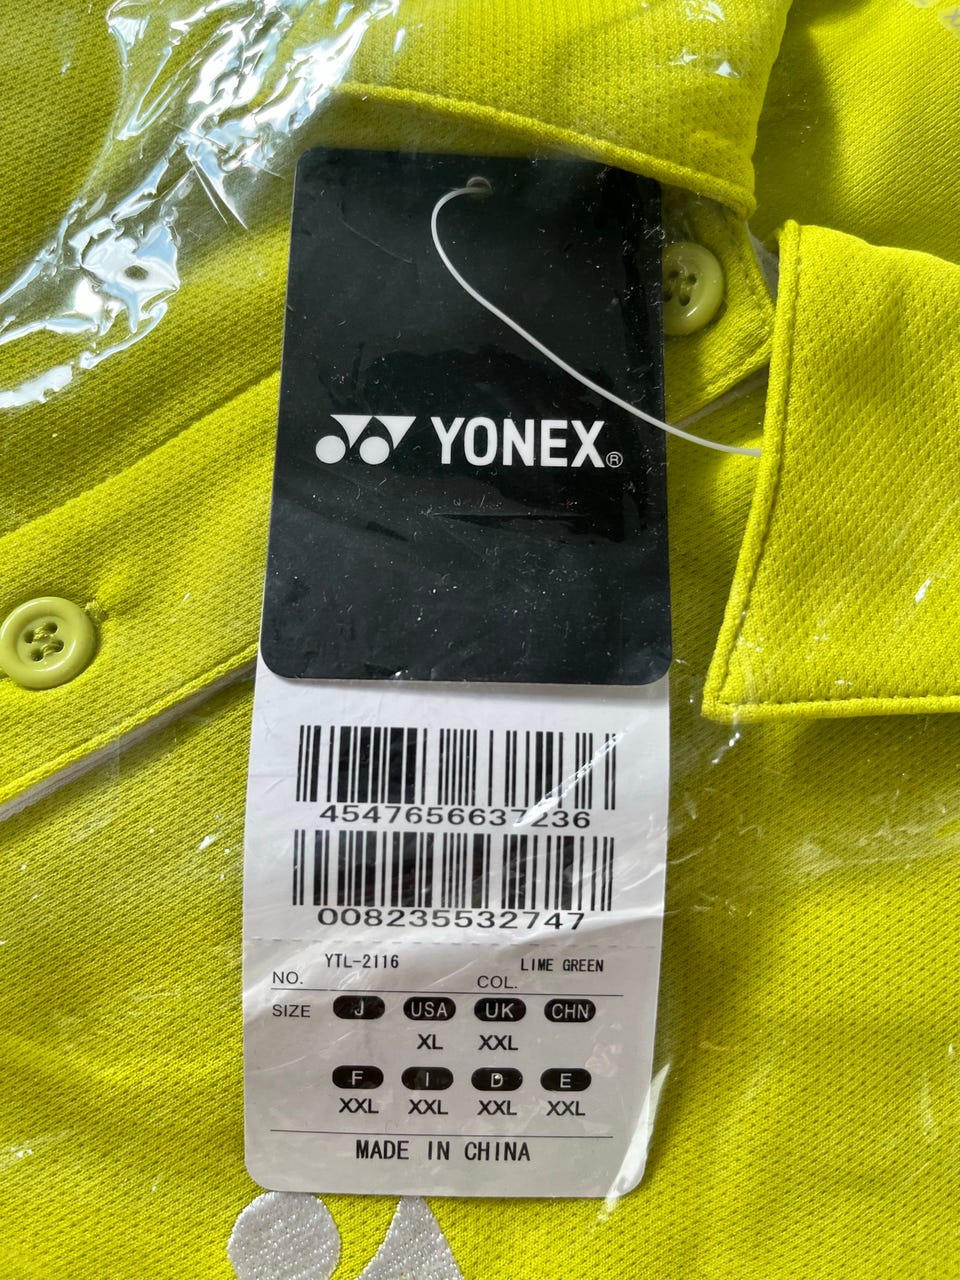 YONEX®
4547656637236
008235532747
YTL-2116 LIME GREEN
NO. COL.
SIZE J USA UK CHN
XL XXL
F I D E
XXL XXL XXL XXL
MADE IN CHINA